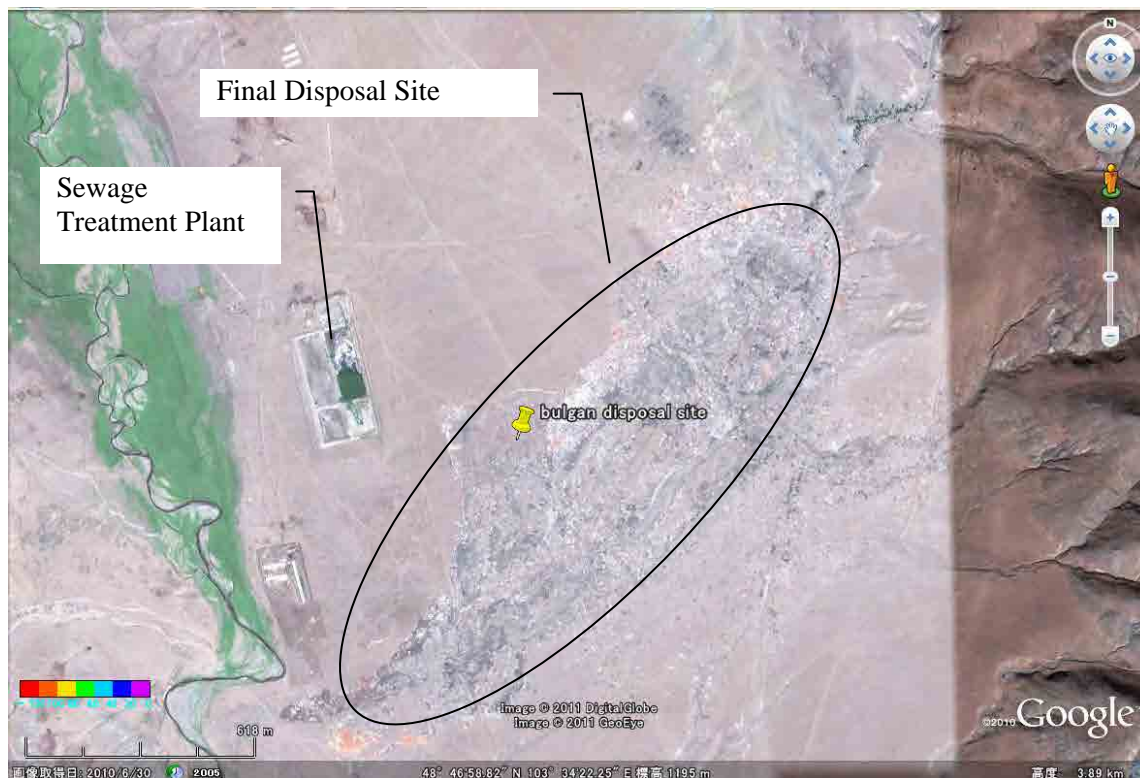 N
Final Disposal Site
Sewage
Treatment Plant
bulgan disposal site
618 m
Image © 2011 DigitalGlobe
Image © 2011 GeoEye
©2010 Google
画像取得日: 2010/6/30 2005 48° 46'58.82" N 103° 34'22.25" E 標高 1195 m 高度 3.89 km